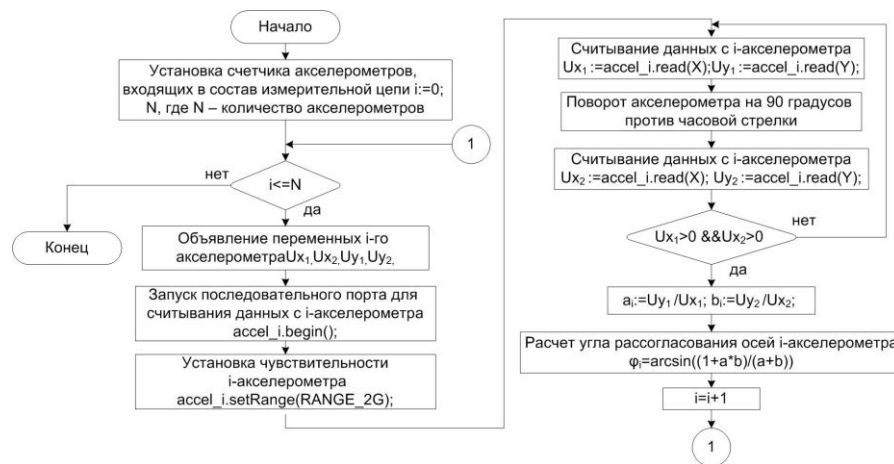 Начало
Установка счетчика акселерометров,
входящих в состав измерительной цепи i:=0;
N, где N – количество акселерометров
1
нет
i<=N
да
Конец
Объявление переменных i-го
акселерометраUx₁,Ux₂,Uy₁,Uy₂,
Запуск последовательного порта для
считывания данных с i-акселерометра
accel_i.begin();
Установка чувствительности
i-акселерометра
accel_i.setRange(RANGE_2G);
Считывание данных с i-акселерометра
Ux₁:=accel_i.read(X);Uy₁:=accel_i.read(Y);
Поворот акселерометра на 90 градусов
против часовой стрелки
Считывание данных с i-акселерометра
Ux₂:=accel_i.read(X); Uy₂:=accel_i.read(Y);
нет
Ux₁>0 &&Ux₂>0
да
aᵢ:=Uy₁/Ux₁; bᵢ:=Uy₂/Ux₂;
Расчет угла рассогласования осей i-акселерометра
φᵢ=arcsin((1+a*b)/(a+b))
i=i+1
1